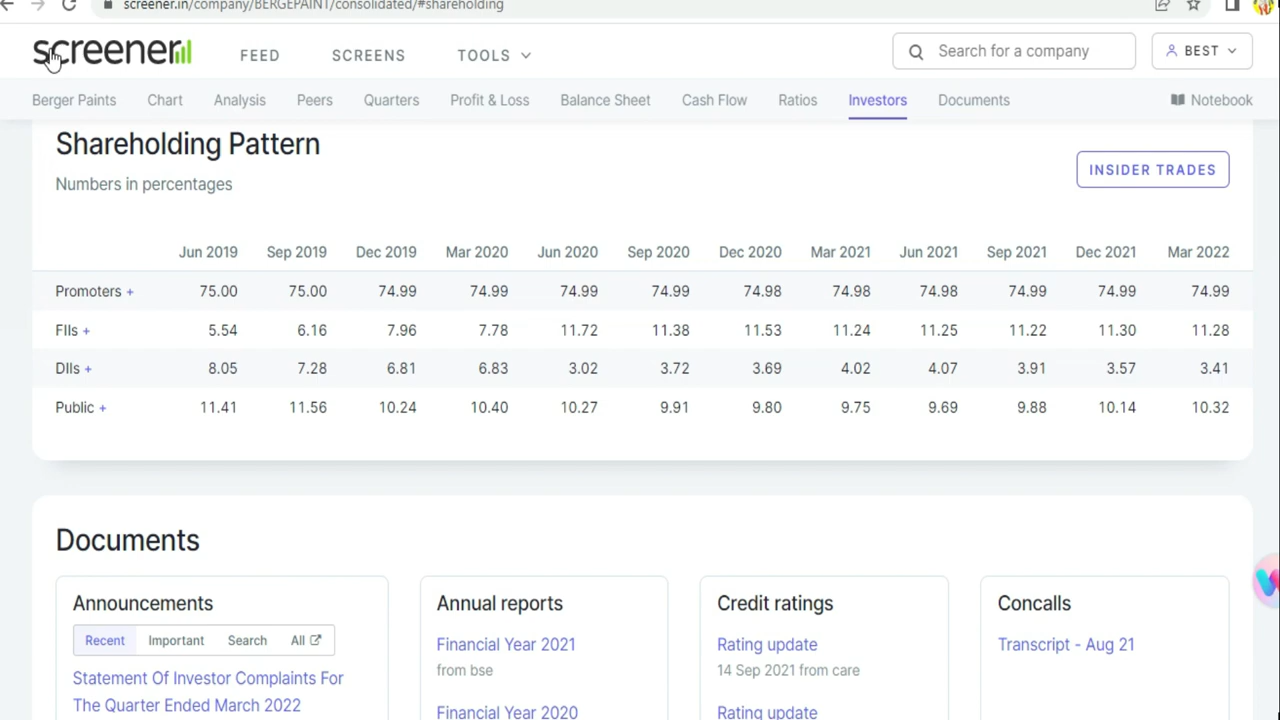 screener.in/company/BERGEPAINT/consolidated/#shareholding
screener FEED SCREENS TOOLS Search for a company BEST
Berger Paints Chart Analysis Peers Quarters Profit & Loss Balance Sheet Cash Flow Ratios Investors Documents Notebook
Shareholding Pattern
Numbers in percentages
INSIDER TRADES
Jun 2019 Sep 2019 Dec 2019 Mar 2020 Jun 2020 Sep 2020 Dec 2020 Mar 2021 Jun 2021 Sep 2021 Dec 2021 Mar 2022
Promoters + 75.00 75.00 74.99 74.99 74.99 74.99 74.98 74.98 74.98 74.99 74.99 74.99
FIIs + 5.54 6.16 7.96 7.78 11.72 11.38 11.53 11.24 11.25 11.22 11.30 11.28
DIIs + 8.05 7.28 6.81 6.83 3.02 3.72 3.69 4.02 4.07 3.91 3.57 3.41
Public + 11.41 11.56 10.24 10.40 10.27 9.91 9.80 9.75 9.69 9.88 10.14 10.32
Documents
Announcements
Recent Important Search All
Statement Of Investor Complaints For
The Quarter Ended March 2022
Annual reports
Financial Year 2021
from bse
Financial Year 2020
Credit ratings
Rating update
14 Sep 2021 from care
Rating update
Concalls
Transcript - Aug 21